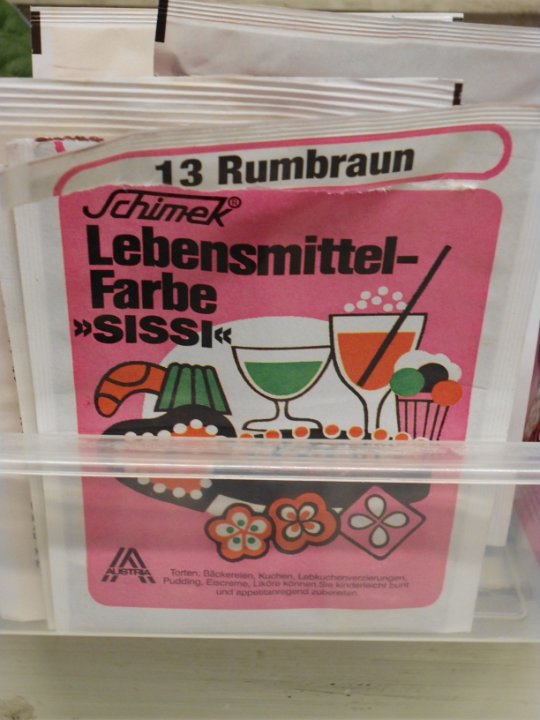 13 Rumbraun
Schimek®
Lebensmittel-
Farbe
»SISSI«
AUSTRIA
Torten, Bäckereien, Kuchen, Lebkuchenverzierungen,
Pudding, Eiscreme, Liköre können Sie kinderleicht bunt
und appetitanregend zubereiten.